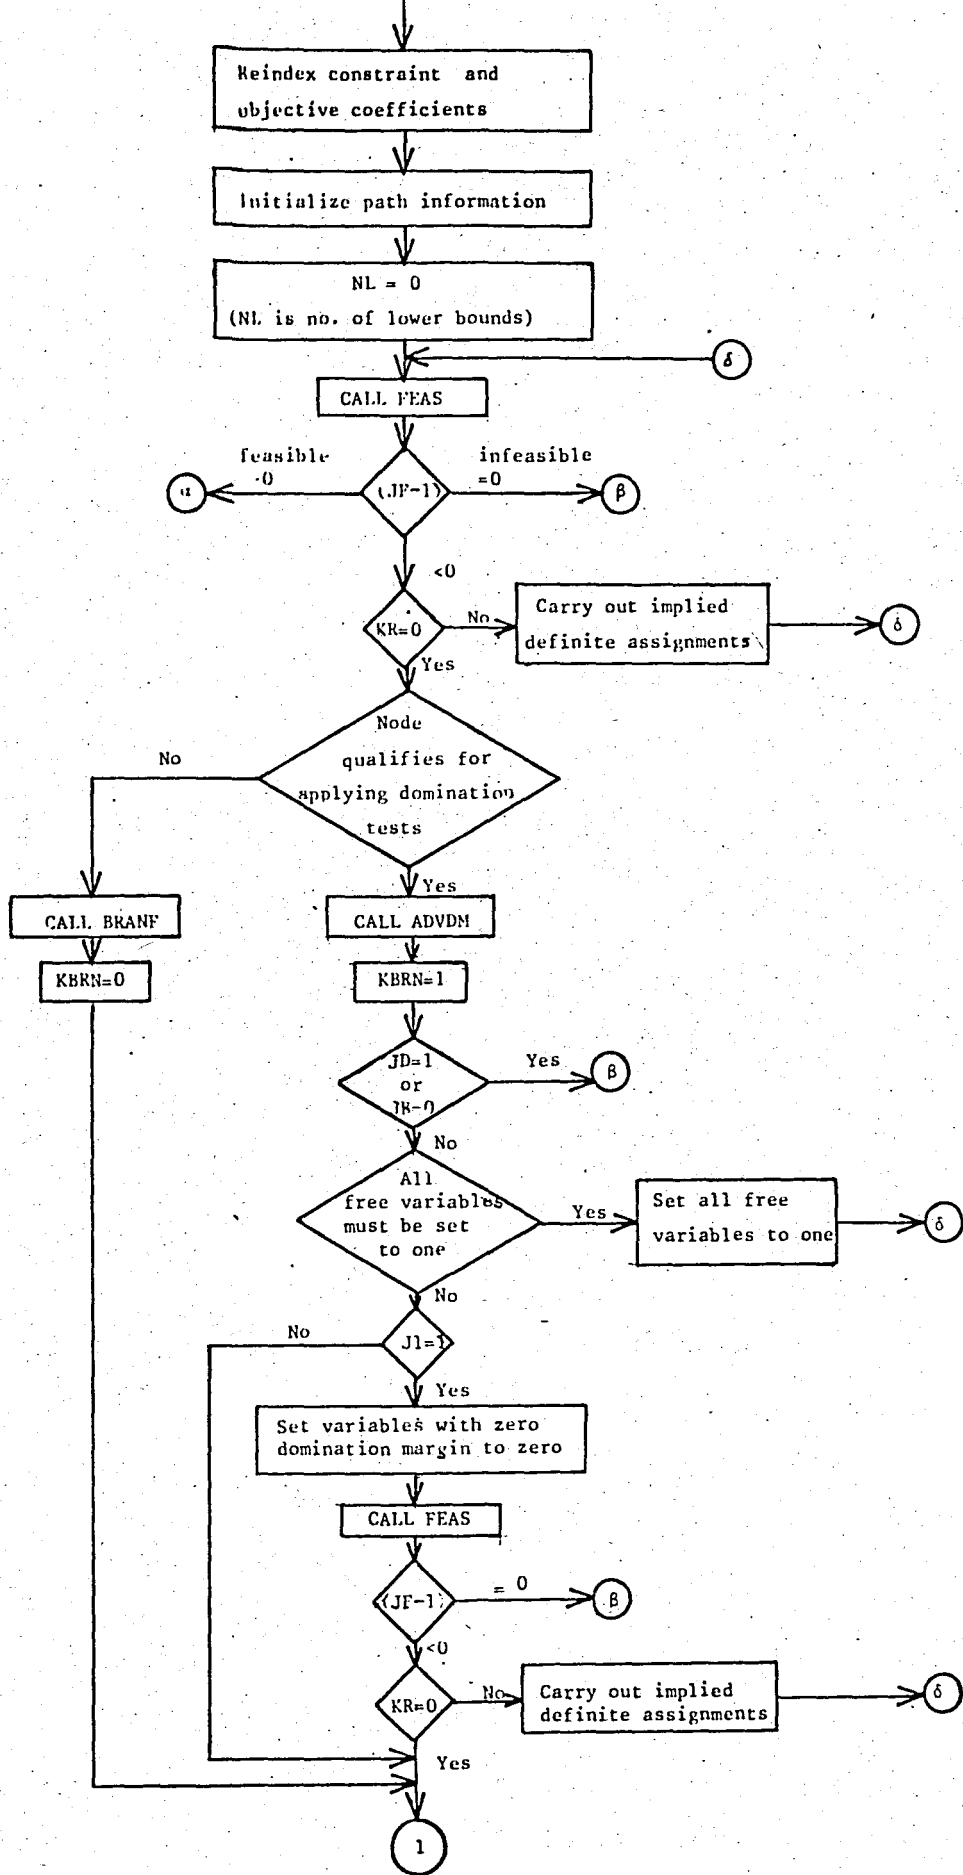 Reindex constraint and
objective coefficients
Initialize path information
NL = 0
(NL is no. of lower bounds)
δ
CALL FEAS
feasible
infeasible
=0
α
(JF-1)
β
<0
KR=0
No
Carry out implied
definite assignments
δ
Yes
Node
qualifies for
applying domination
tests
No
Yes
CALL BRANF
CALL ADVDM
KBRN=0
KBRN=1
JD=1
or
Yes
β
No
All
free variables
must be set
to one
Yes
Set all free
variables to one
δ
No
J1=1
No
Yes
Set variables with zero
domination margin to zero
CALL FEAS
(JF-1)
= 0
β
<0
KR=0
No
Carry out implied
definite assignments
δ
Yes
1